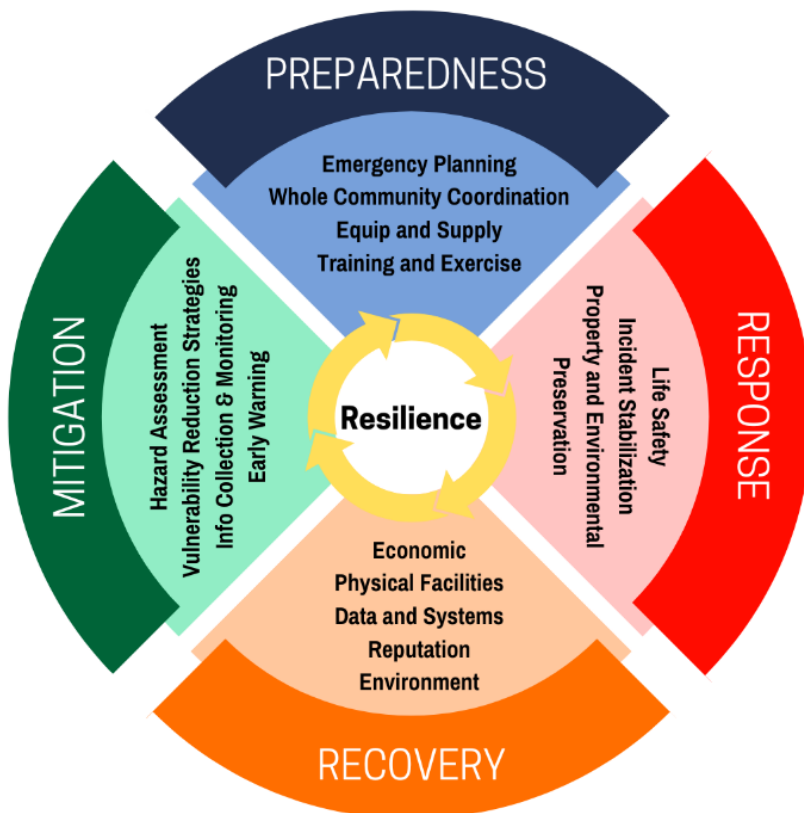 PREPAREDNESS
Emergency Planning
Whole Community Coordination
Equip and Supply
Training and Exercise
RESPONSE
Life Safety
Incident Stabilization
Property and Environmental
Preservation
RECOVERY
Economic
Physical Facilities
Data and Systems
Reputation
Environment
MITIGATION
Hazard Assessment
Vulnerability Reduction Strategies
Info Collection & Monitoring
Early Warning
Resilience